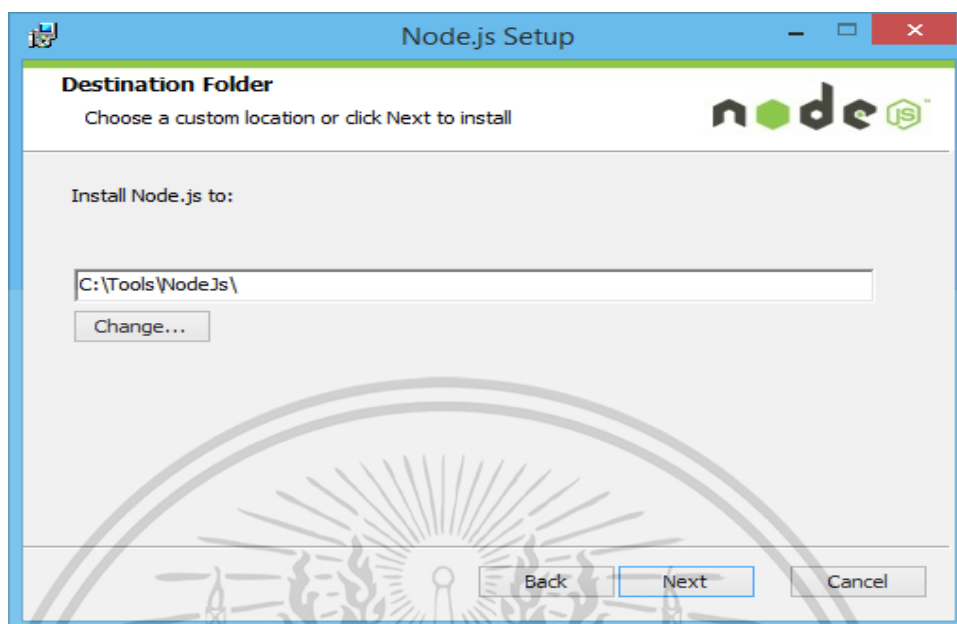 Node.js Setup
Destination Folder
Choose a custom location or click Next to install
node JS™
Install Node.js to:
C:\Tools\NodeJs\
Change...
Back Next Cancel